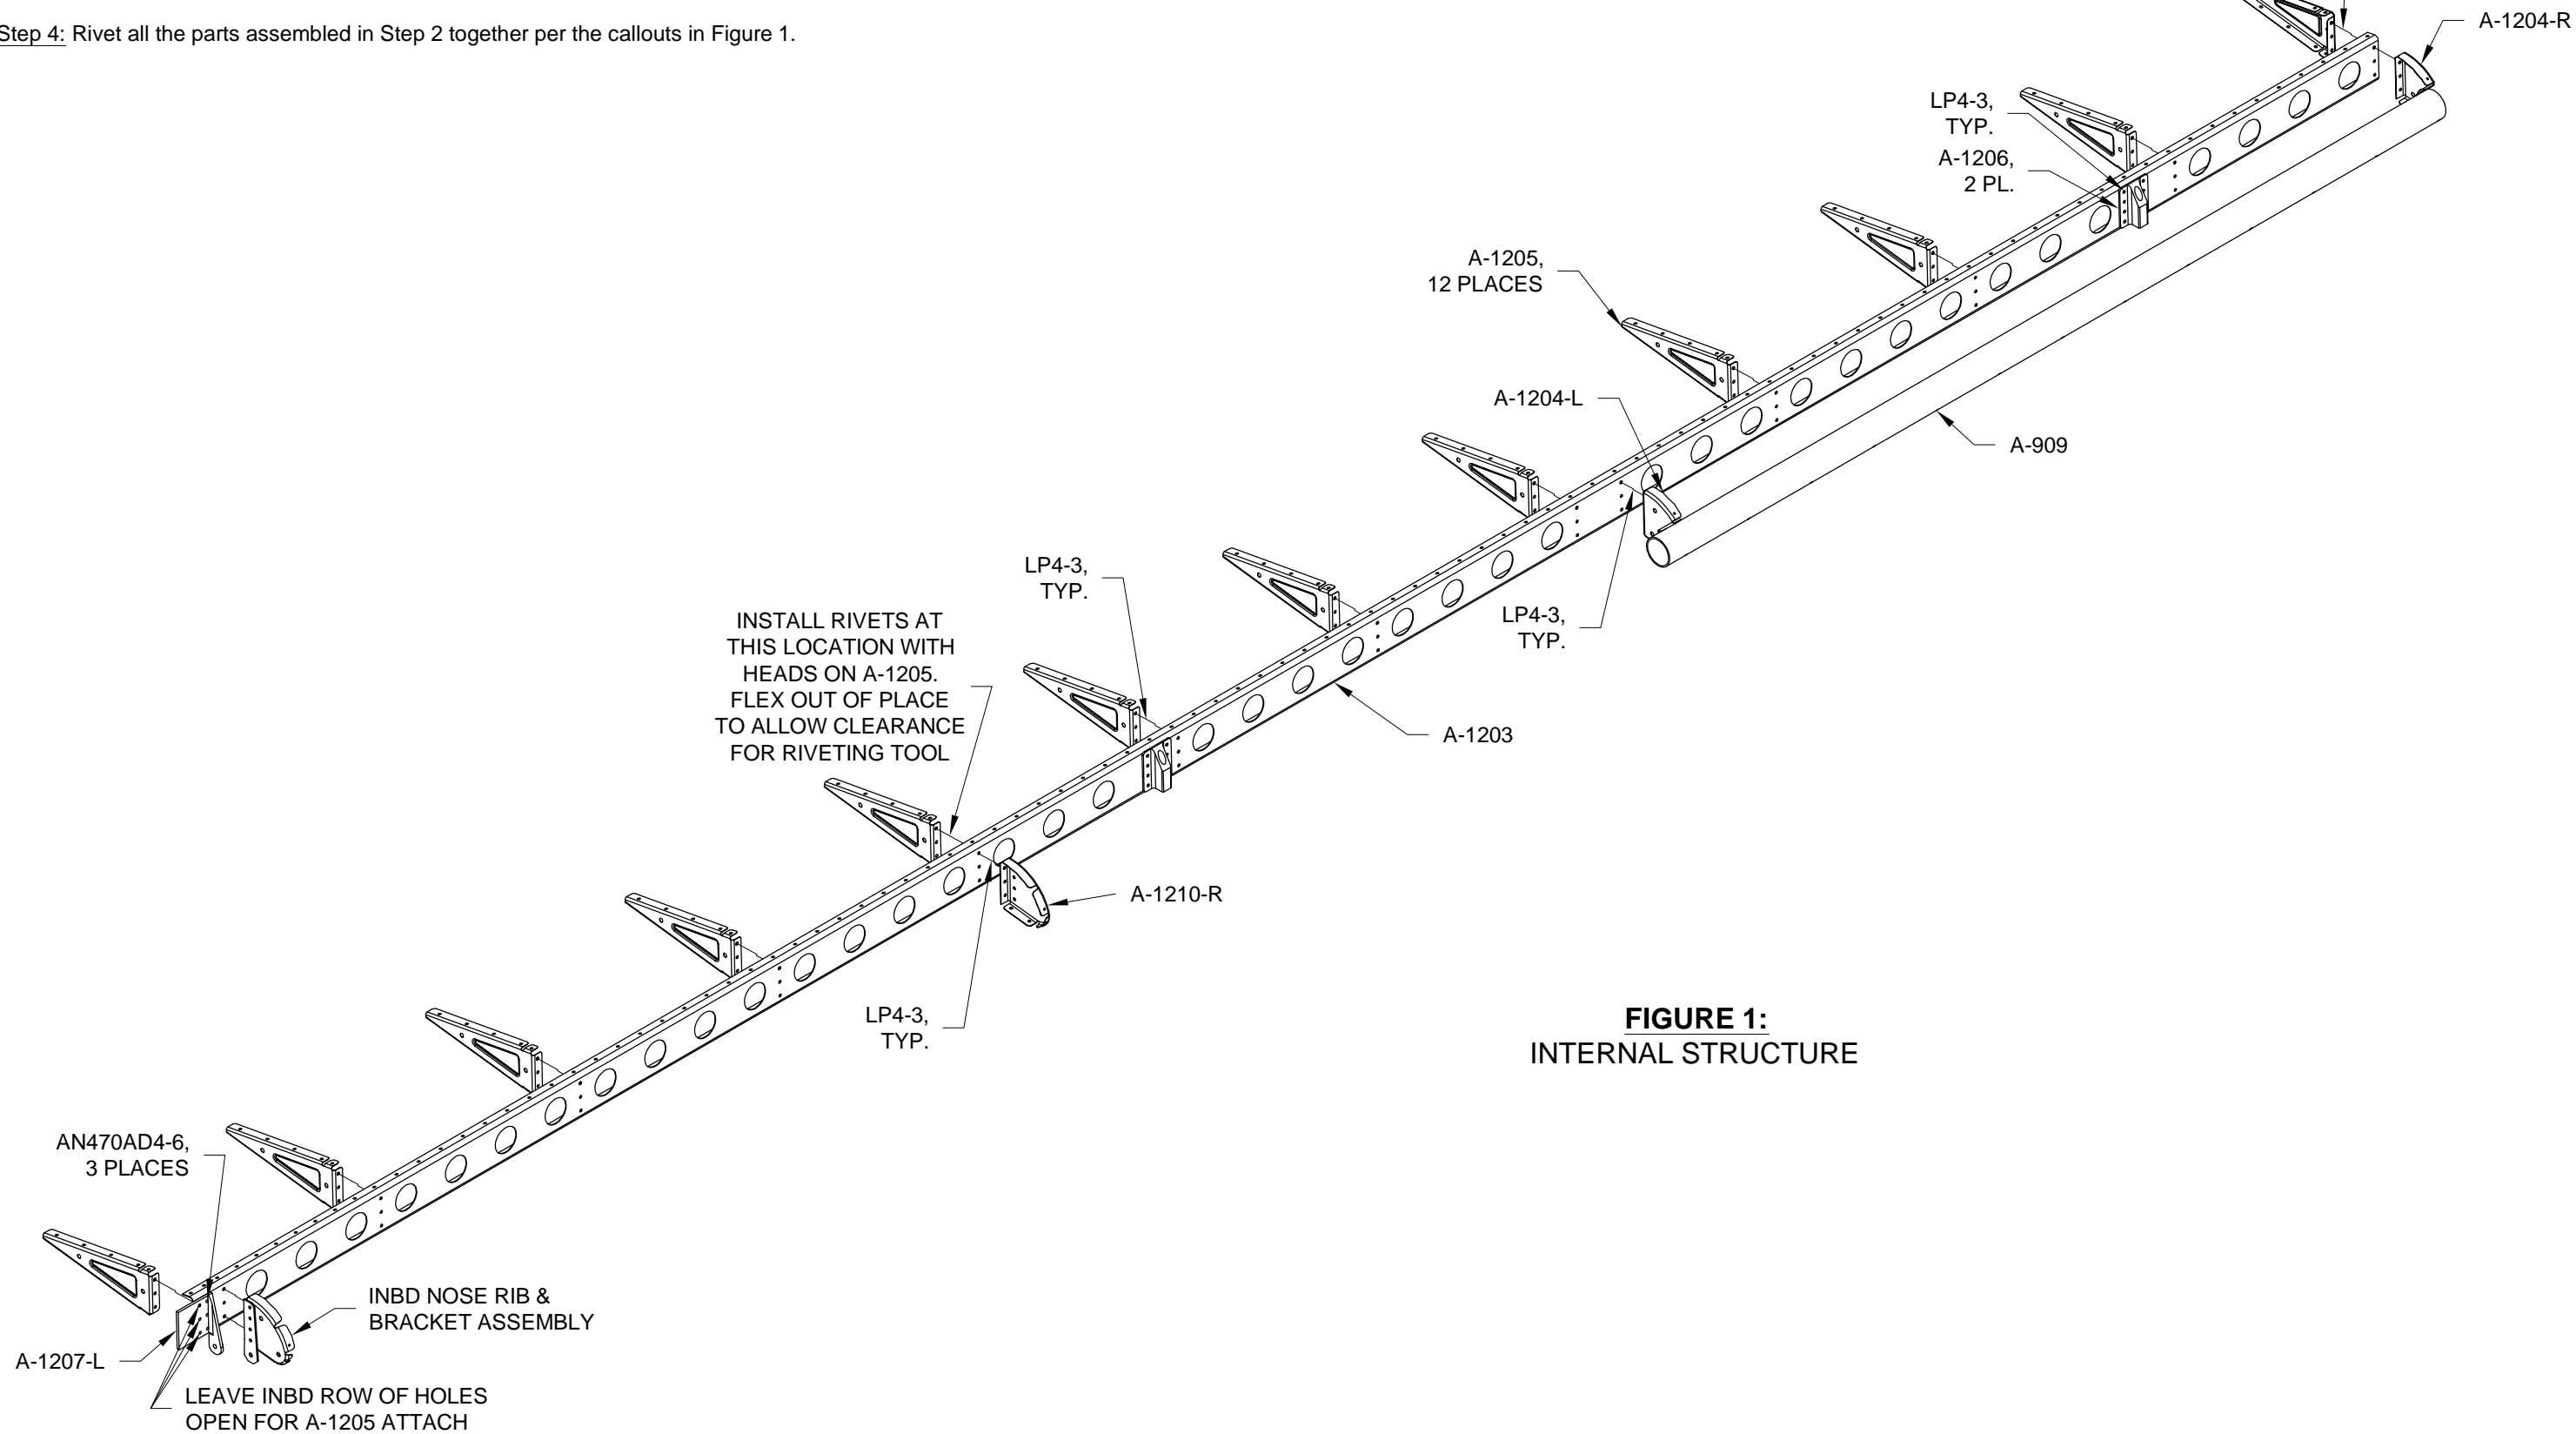 Step 4: Rivet all the parts assembled in Step 2 together per the callouts in Figure 1.
A-1204-R
LP4-3,
TYP.
A-1206,
2 PL.
A-1205,
12 PLACES
A-1204-L
A-909
LP4-3,
TYP.
INSTALL RIVETS AT
THIS LOCATION WITH
HEADS ON A-1205.
FLEX OUT OF PLACE
TO ALLOW CLEARANCE
FOR RIVETING TOOL
LP4-3,
TYP.
A-1203
A-1210-R
LP4-3,
TYP.
FIGURE 1:
INTERNAL STRUCTURE
AN470AD4-6,
3 PLACES
INBD NOSE RIB &
BRACKET ASSEMBLY
A-1207-L
LEAVE INBD ROW OF HOLES
OPEN FOR A-1205 ATTACH